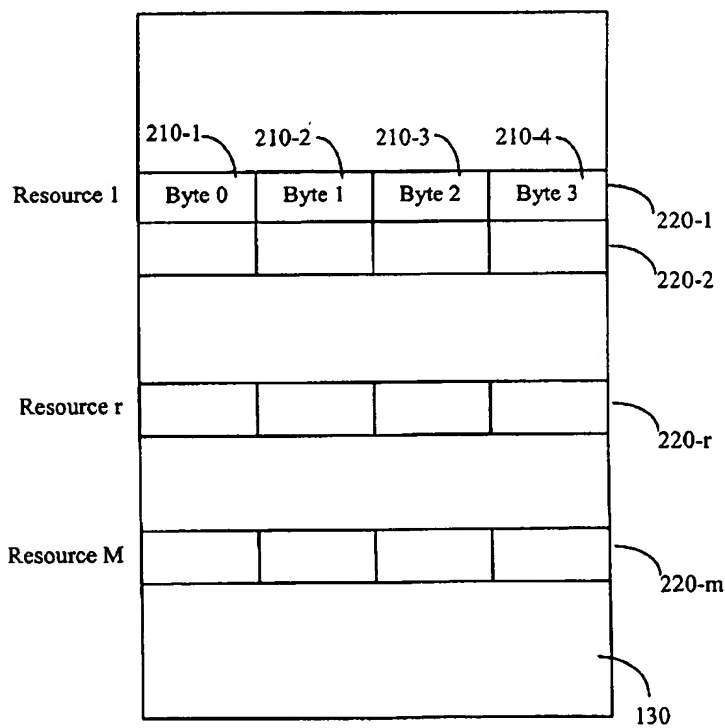 210-1 210-2 210-3 210-4
Resource 1 Byte 0 Byte 1 Byte 2 Byte 3 220-1
220-2
Resource r
220-r
Resource M
220-m
130